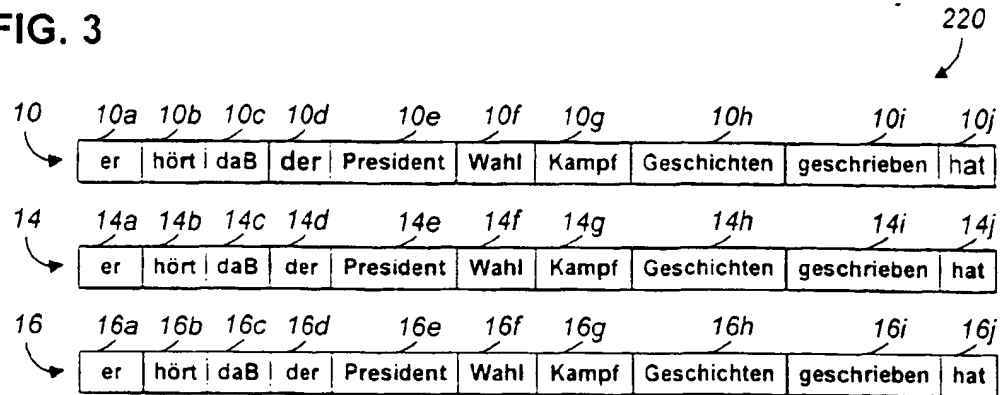 FIG. 3
220
10 10a 10b 10c 10d 10e 10f 10g 10h 10i 10j
er hört daB der President Wahl Kampf Geschichten geschrieben hat
14 14a 14b 14c 14d 14e 14f 14g 14h 14i 14j
er hört daB der President Wahl Kampf Geschichten geschrieben hat
16 16a 16b 16c 16d 16e 16f 16g 16h 16i 16j
er hört daB der President Wahl Kampf Geschichten geschrieben hat